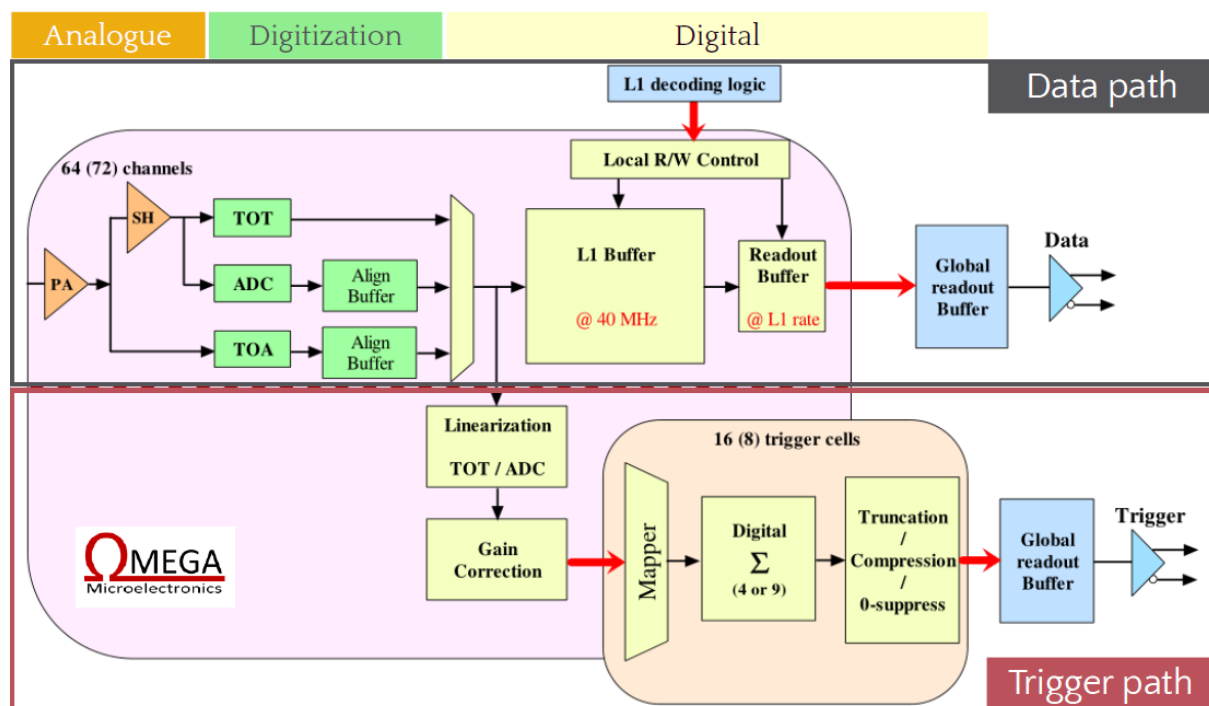 Analogue
Digitization
Digital
Data path
L1 decoding logic
Local R/W Control
64 (72) channels
PA
SH
TOT
ADC
TOA
Align
Buffer
Align
Buffer
L1 Buffer
@ 40 MHz
Readout
Buffer
@ L1 rate
Global
readout
Buffer
Data
Linearization
TOT / ADC
Gain
Correction
16 (8) trigger cells
Mapper
Digital
Σ
(4 or 9)
Truncation
/
Compression
/
0-suppress
Global
readout
Buffer
Trigger
ΩMEGA
Microelectronics
Trigger path